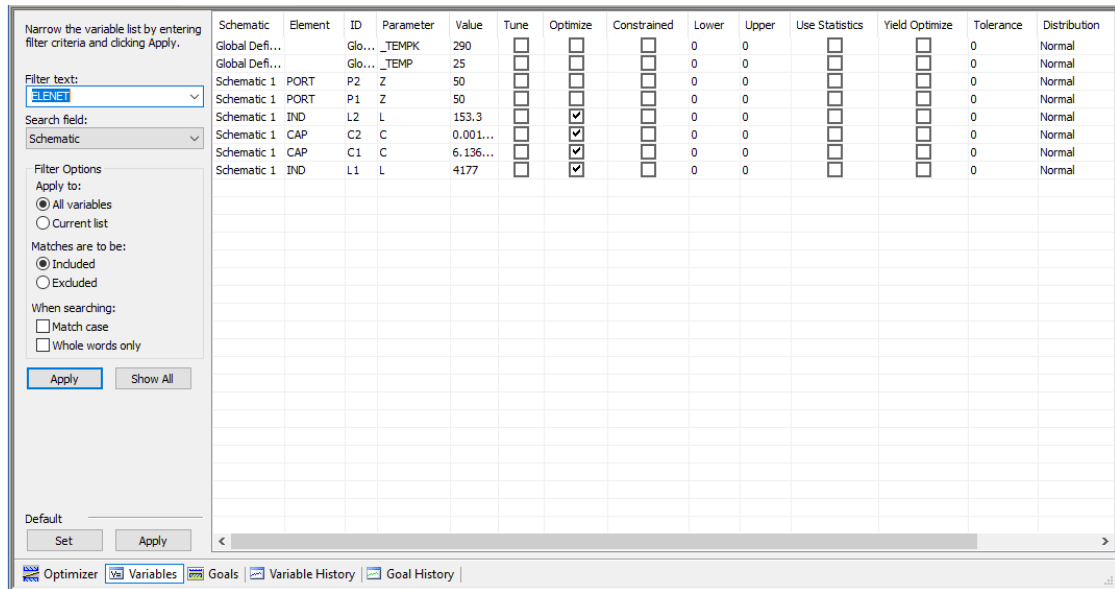 Narrow the variable list by entering
filter criteria and clicking Apply.
Filter text:
ELENET
Search field:
Schematic
Filter Options
Apply to:
All variables
Current list
Matches are to be:
Included
Excluded
When searching:
Match case
Whole words only
Apply Show All
Default
Set Apply
Schematic Element ID Parameter Value Tune Optimize Constrained Lower Upper Use Statistics Yield Optimize Tolerance Distribution
Global Defi... Glo... _TEMPK 290 0 0 0 Normal
Global Defi... Glo... _TEMP 25 0 0 0 Normal
Schematic 1 PORT P2 Z 50 0 0 0 Normal
Schematic 1 PORT P1 Z 50 0 0 0 Normal
Schematic 1 IND L2 L 153.3 0 0 0 Normal
Schematic 1 CAP C2 C 0.001... 0 0 0 Normal
Schematic 1 CAP C1 C 6.136... 0 0 0 Normal
Schematic 1 IND L1 L 4177 0 0 0 Normal
Optimizer Variables Goals Variable History Goal History